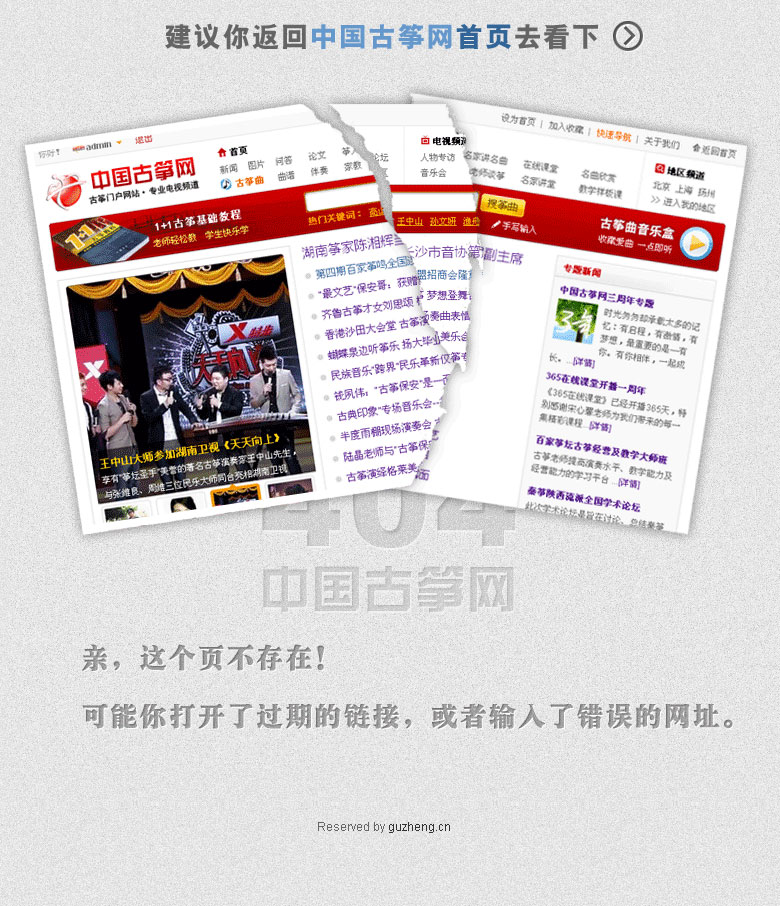 建议你返回中国古筝网首页去看下
你好! admin 退出
设为首页 | 加入收藏 | 快速导航 | 关于我们 返回首页
中国古筝网
古筝门户网站·专业电视频道
首页
新闻 图片 问答 论文
古筝曲 曲谱 伴奏 家教
电视频道
人物专访 名家讲名曲 在线课堂 名曲欣赏
音乐会 老师谈筝 名家讲堂 教学样板课
地区频道
北京 上海 扬州
>> 进入我的地区
1+1古筝基础教程
老师轻松教 学生快乐学
热门关键词: 王中山 孙文妍
搜筝曲
手写输入
古筝曲音乐盒
收藏爱曲 一点即听
湖南筝家陈湘辉 长沙市音协第 副主席
第四期百家筝鸣,全国 盟招商会隆
"最文艺"保安哥: 获赠 梦想登舞
齐鲁古筝才女刘思颂
香港沙田大会堂 古筝 奏曲表情
蝴蝶泉边听筝乐 扬大毕业 美乐会
民族音乐"跨界"民乐革新仪筝
祝夙伟: "古筝保安"是一
古典印象"专场音乐会
半度雨棚现场演奏会
陆晶老师与"古筝保
古筝演绎格莱美
王中山大师参加湖南卫视《天天向上》
享有"筝坛圣手"美誉的著名古筝演奏家王中山先生,
与张维良、周维三位民乐大师同台亮相湖南卫视
专题新闻
中国古筝网三周年专题
时光匆匆却承载太多的记
忆: 有启程, 有激情, 有
梦想, 最重要的是—有
你。有你相伴, 一起成
长。...[详情]
365在线课堂开播一周年
《365在线课堂》已经开播365天, 特
别感谢宋心馨老师为我们带来的每一
集精彩课程...[详情]
百家筝坛古筝经营及教学大师班
古筝老师提高演奏水平、教学能力及
经营能力的学习平台 ...[详情]
秦筝陕西流派全国学术论坛
此次学术论坛是旨在讨论、总结秦筝
404
中国古筝网
亲，这个页不存在!
可能你打开了过期的链接，或者输入了错误的网址。
Reserved by guzheng.cn